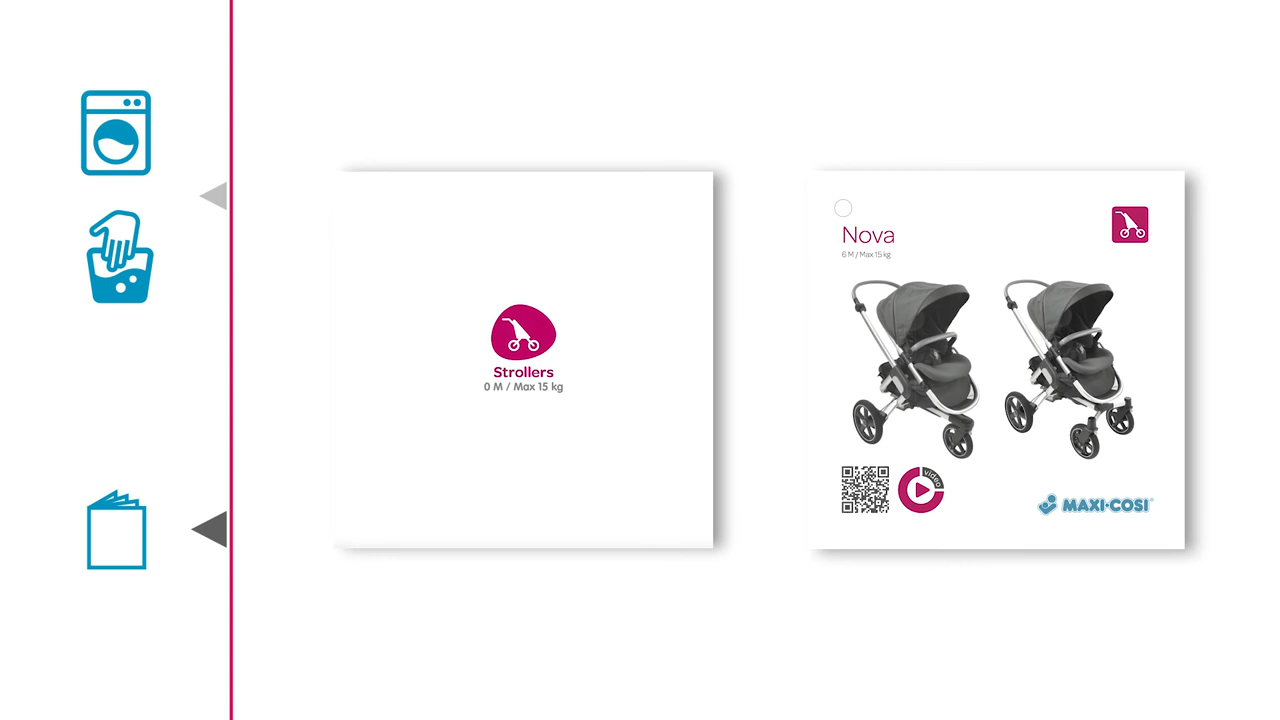 Strollers
0 M / Max 15 kg
Nova
6 M / Max 15 kg
video
MAXI-COSI®